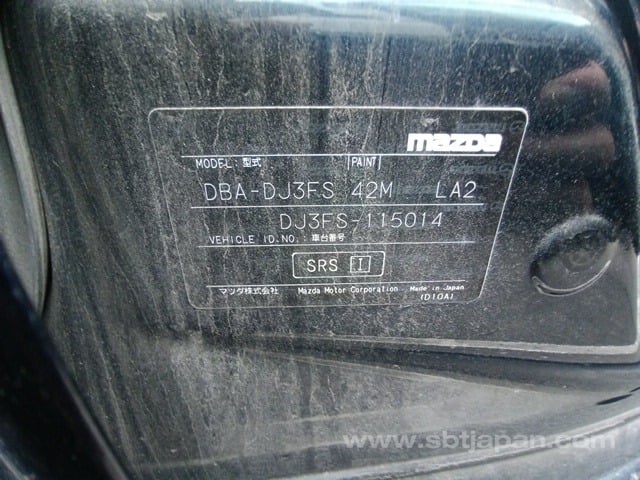 mazda
MODEL: 型式 PAINT
DBA-DJ3FS 42M LA2
DJ3FS-115014
VEHICLE ID.NO.: 車台番号
SRS I
マツダ株式会社 Mazda Motor Corporation Made in Japan
(D10A)
www.sbtjapan.com